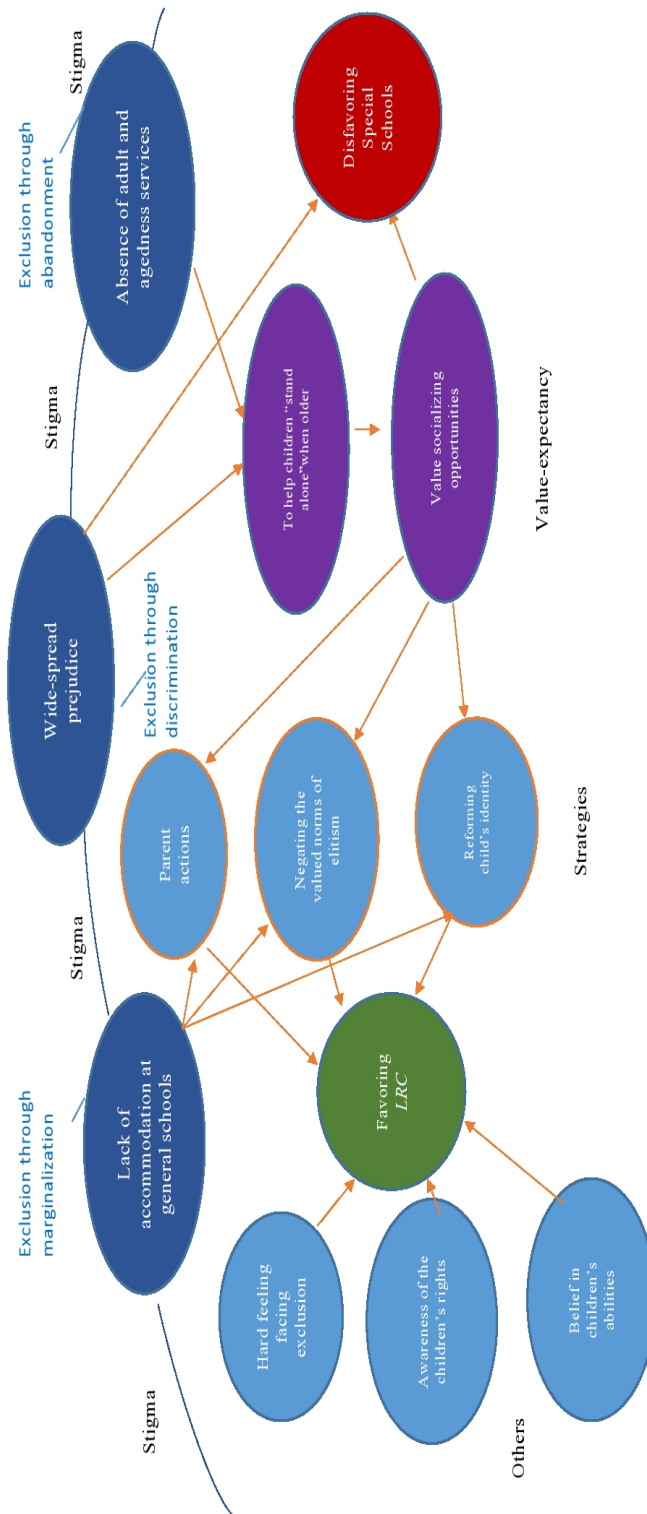 Stigma
Exclusion through
marginalization
Lack of
accommodation at
general schools
Stigma
Wide-spread
prejudice
Exclusion through
discrimination
Stigma
Exclusion through
abandonment
Absence of adult and
agedness services
Stigma
Hard feeling
facing
exclusion
Awareness of the
children's rights
Belief in
children's
abilities
Others
Favoring
LRC
Parent
actions
Negating the
valued norms of
elitism
Reforming
child's identity
Strategies
To help children "stand
alone"when older
Value socializing
opportunities
Value-expectancy
Disfavoring
Special
Schools